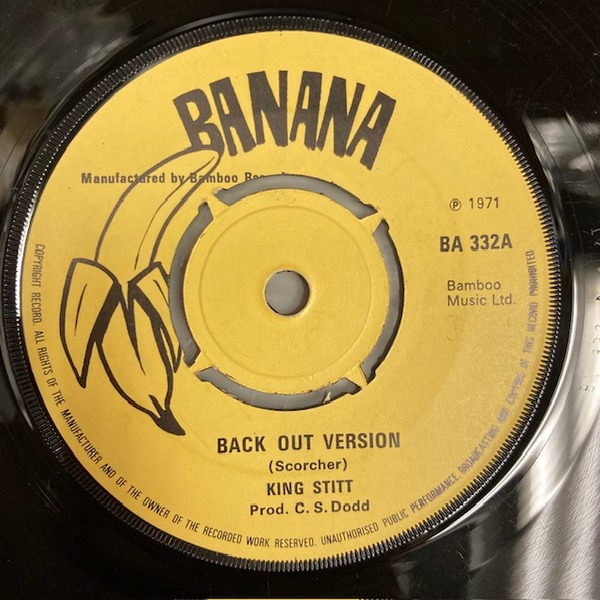 BANANA
Manufactured by Bamboo
℗ 1971
BA 332A
Bamboo
Music Ltd.
BACK OUT VERSION
(Scorcher)
KING STITT
Prod. C. S. Dodd
COPYRIGHT RECORD. ALL RIGHTS OF THE MANUFACTURER AND OF THE OWNER OF THE RECORDED WORK RESERVED. UNAUTHORISED PUBLIC PERFORMANCE, BROADCASTING AND COPYING OF THIS RECORD PROHIBITED